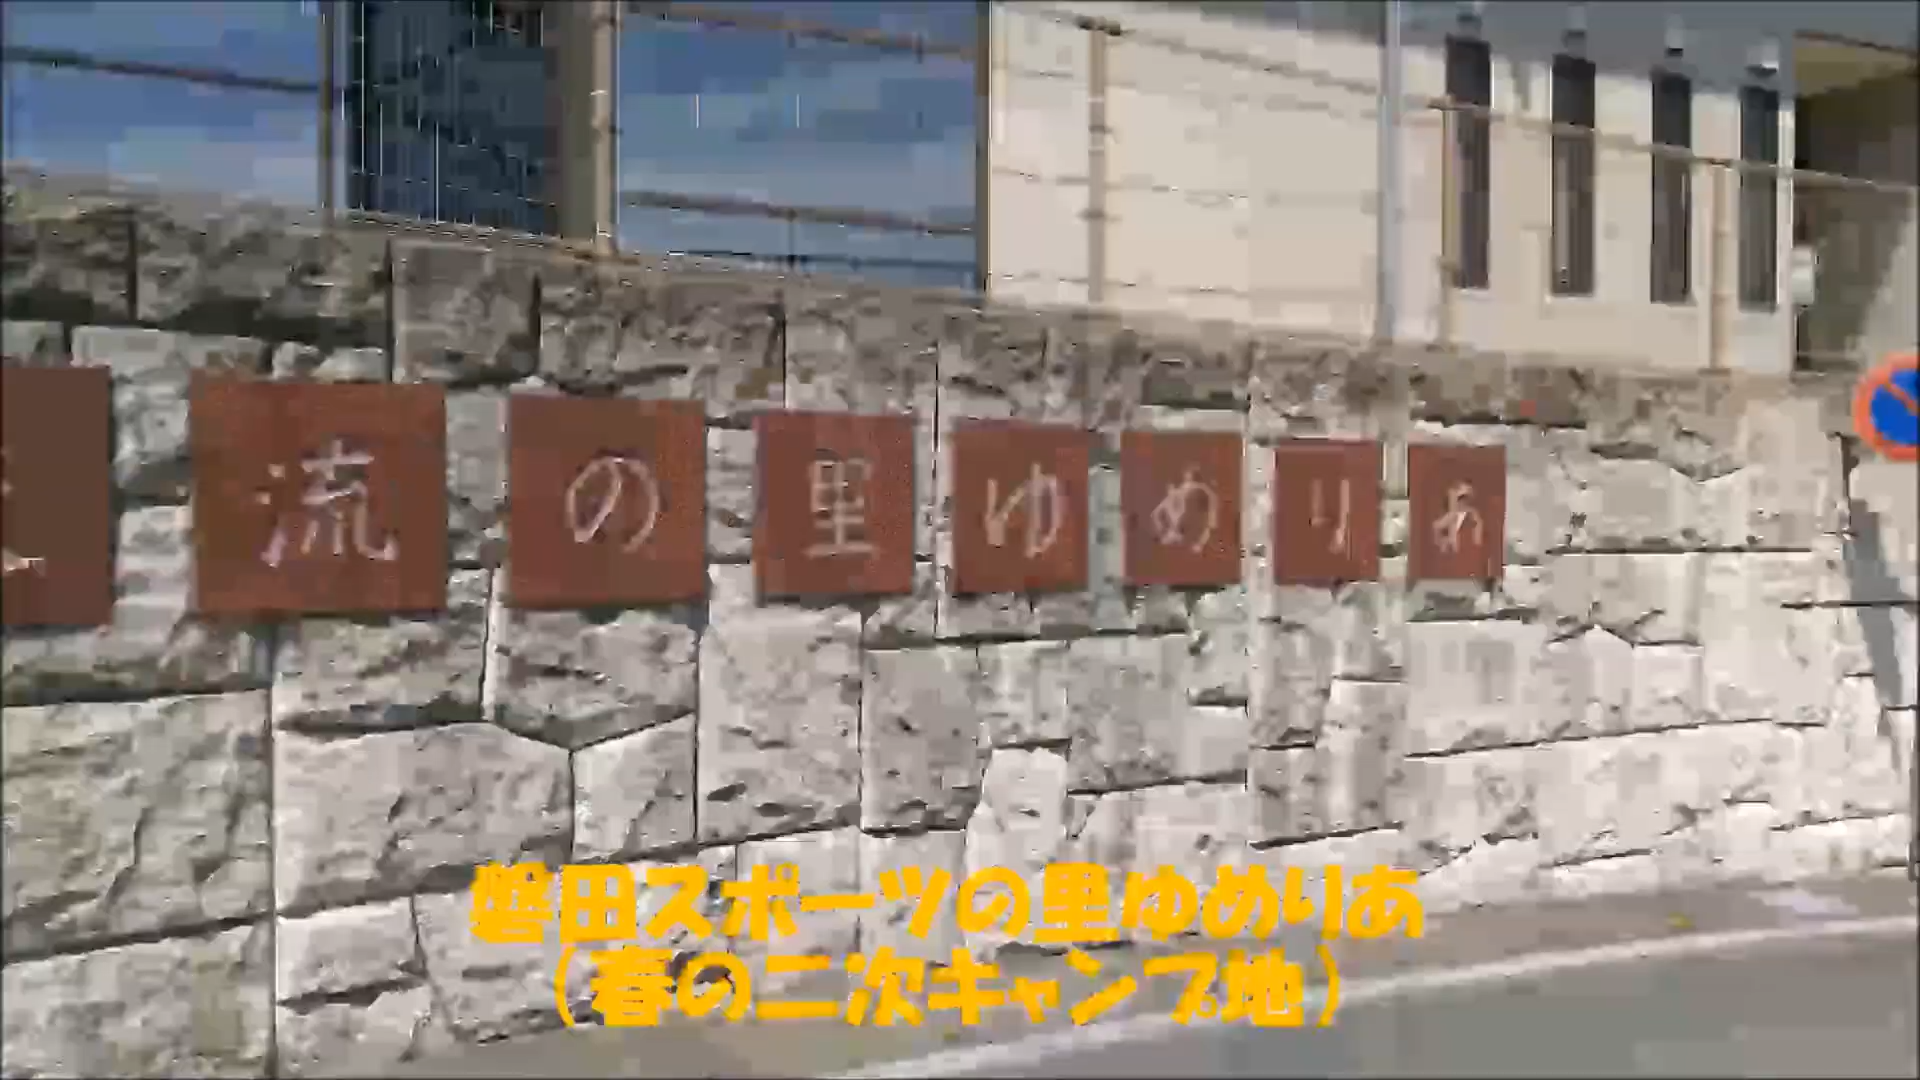 流の里ゆめりあ
磐田スポーツの里ゆめりあ
（春の二次キャンプ地）